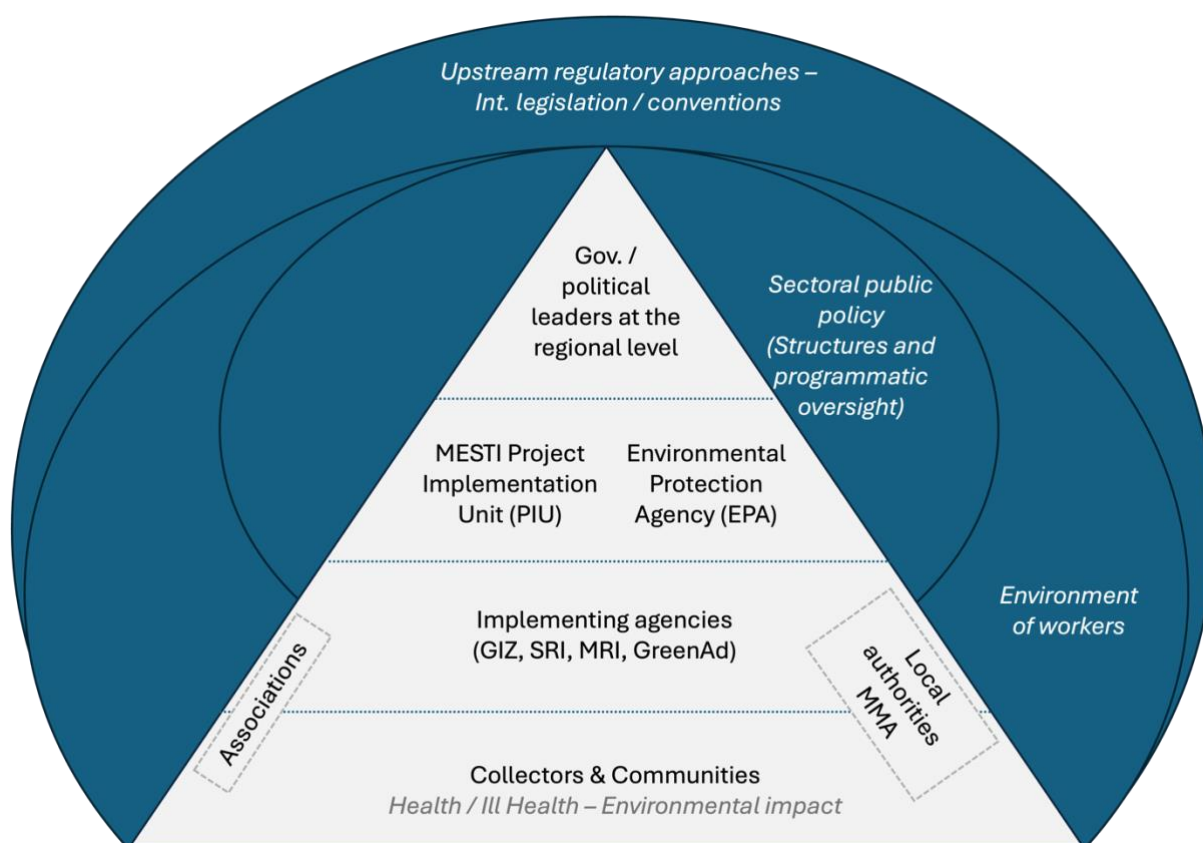 Upstream regulatory approaches –
Int. legislation / conventions
Gov. /
political
leaders at the
regional level
Sectoral public
policy
(Structures and
programmatic
oversight)
MESTI Project
Implementation
Unit (PIU)
Environmental
Protection
Agency (EPA)
Environment
of workers
Implementing agencies
(GIZ, SRI, MRI, GreenAd)
Associations
Local
authorities
MMA
Collectors & Communities
Health / Ill Health – Environmental impact